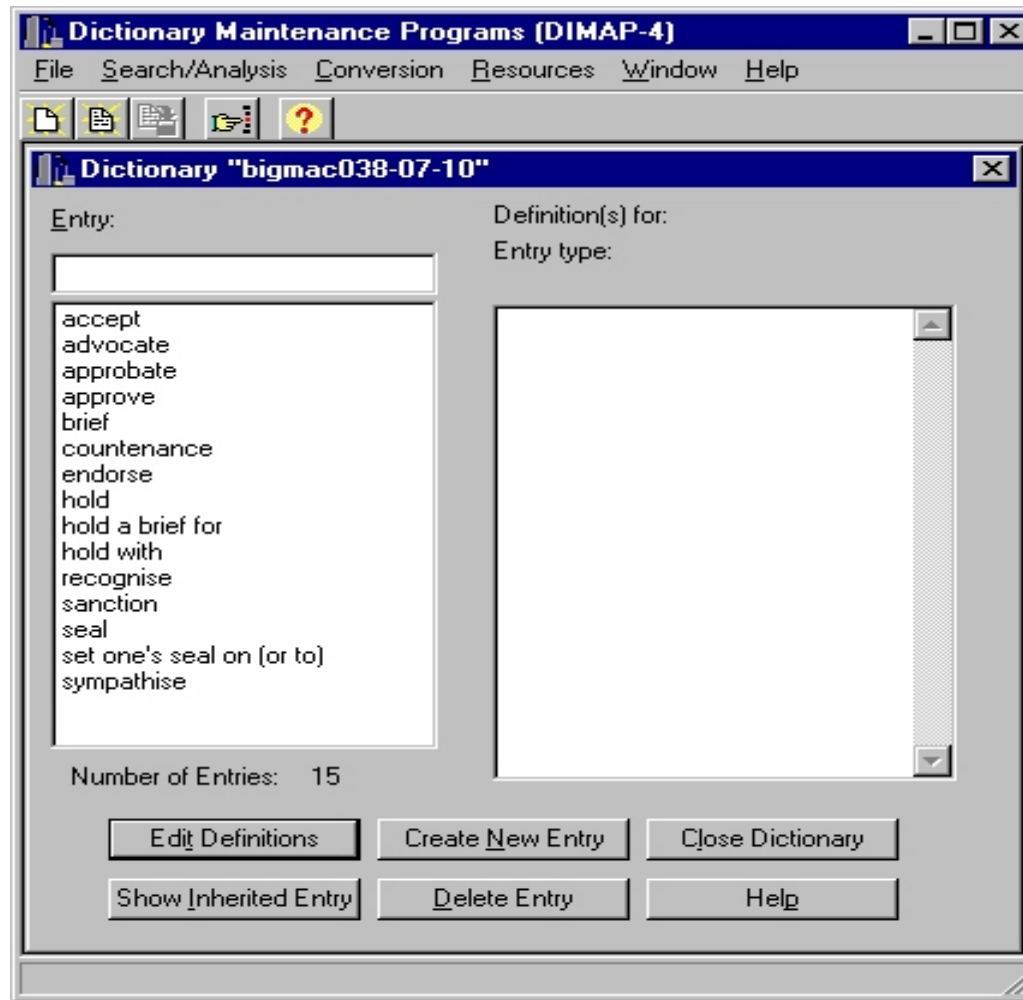 Dictionary Maintenance Programs (DIMAP-4)
File Search/Analysis Conversion Resources Window Help
Dictionary "bigmac038-07-10"
Entry:
Definition(s) for:
Entry type:
accept
advocate
approbate
approve
brief
countenance
endorse
hold
hold a brief for
hold with
recognise
sanction
seal
set one's seal on (or to)
sympathise
Number of Entries: 15
Edit Definitions Create New Entry Close Dictionary
Show Inherited Entry Delete Entry Help